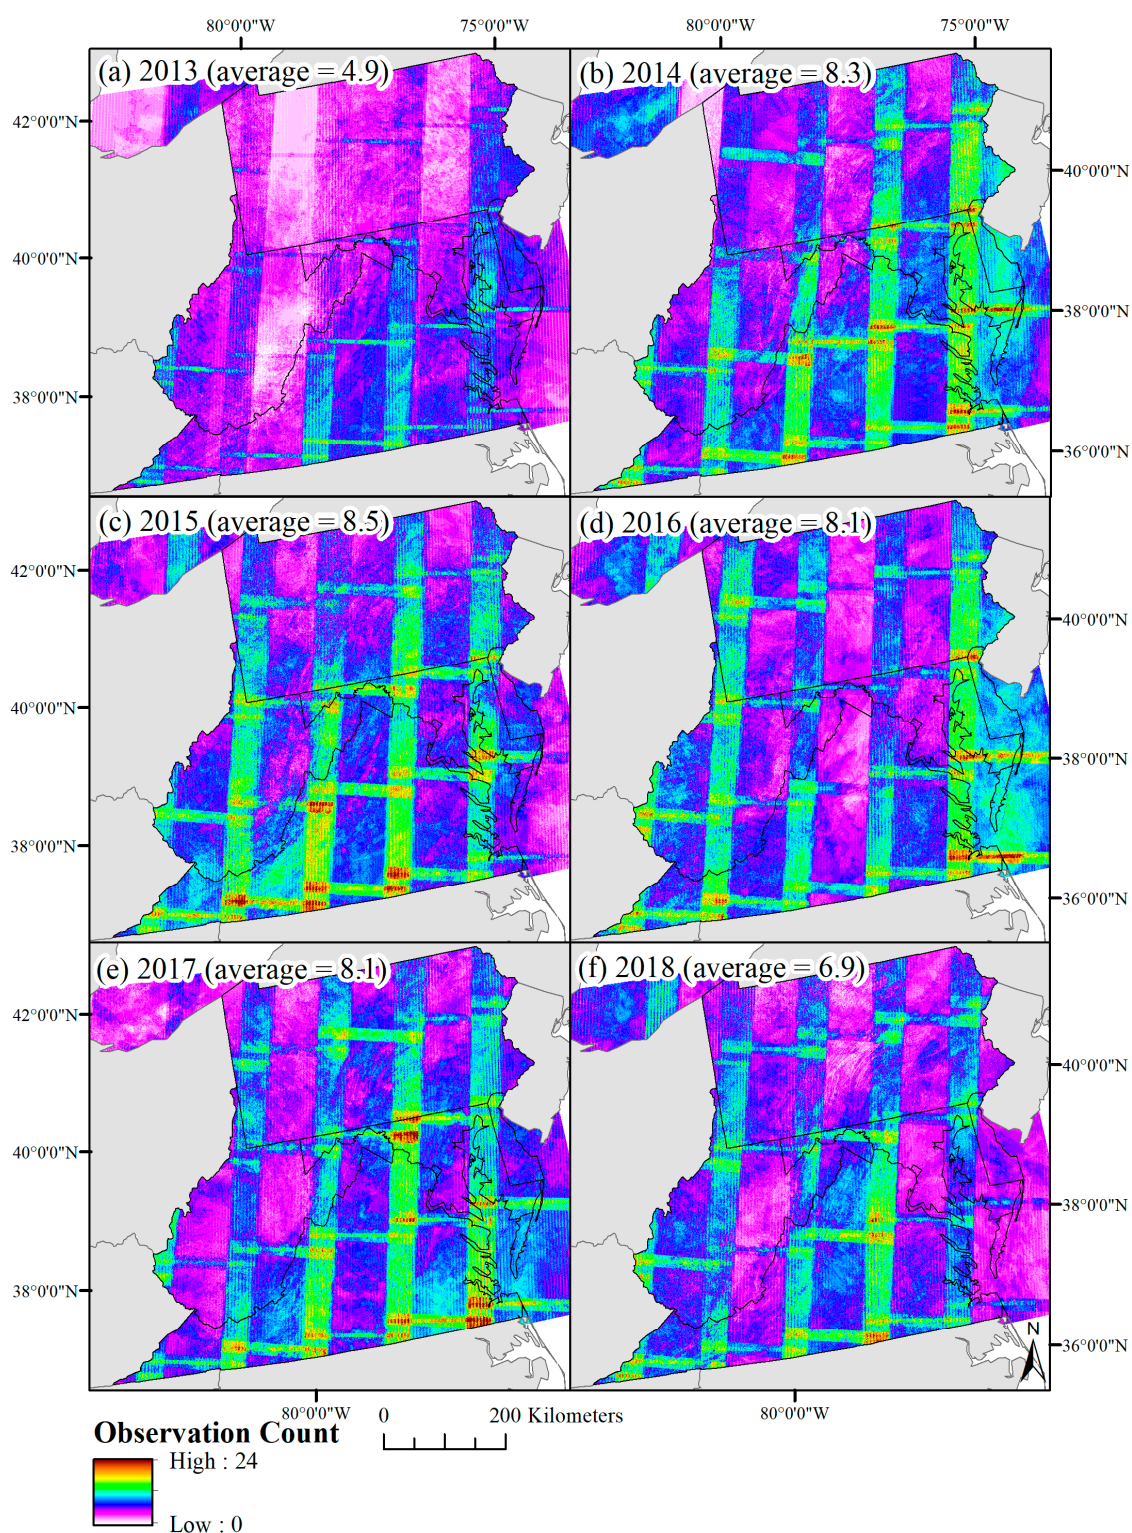 80°0'0"W 75°0'0"W 80°0'0"W 75°0'0"W
(a) 2013 (average = 4.9)
(b) 2014 (average = 8.3)
42°0'0"N
40°0'0"N
40°0'0"N
38°0'0"N
38°0'0"N
36°0'0"N
(c) 2015 (average = 8.5)
(d) 2016 (average = 8.1)
42°0'0"N
40°0'0"N
40°0'0"N
38°0'0"N
38°0'0"N
36°0'0"N
(e) 2017 (average = 8.1)
(f) 2018 (average = 6.9)
42°0'0"N
40°0'0"N
40°0'0"N
38°0'0"N
38°0'0"N
N
36°0'0"N
80°0'0"W 80°0'0"W
0 200 Kilometers
Observation Count
High : 24
Low : 0